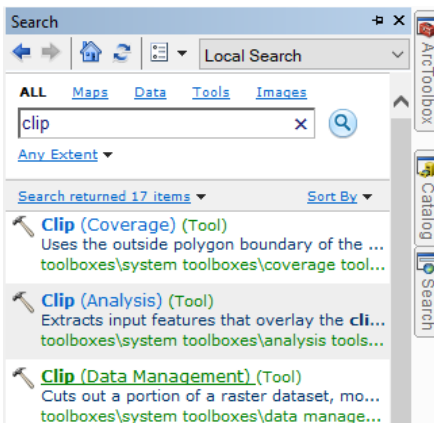 Search
Local Search
ALL Maps Data Tools Images
clip
Any Extent
Search returned 17 items Sort By
Clip (Coverage) (Tool)
Uses the outside polygon boundary of the ...
toolboxes\system toolboxes\coverage tool...
Clip (Analysis) (Tool)
Extracts input features that overlay the cli...
toolboxes\system toolboxes\analysis tools...
Clip (Data Management) (Tool)
Cuts out a portion of a raster dataset, mo...
toolboxes\system toolboxes\data manage...
ArcToolbox
Catalog
Search